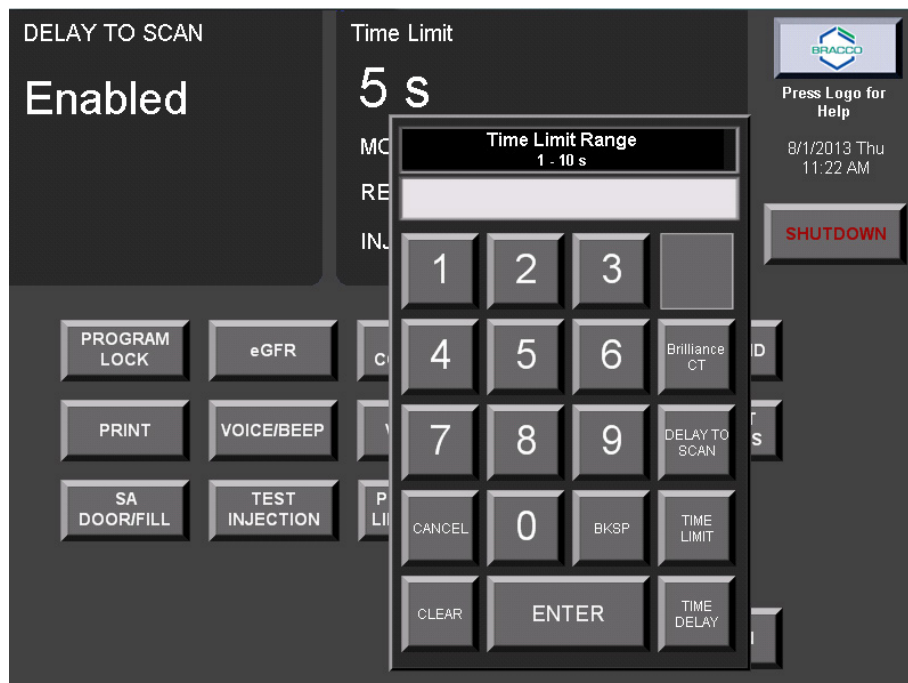 DELAY TO SCAN
Enabled
Time Limit
5 s
MO
RE
INJ
BRACCO
Press Logo for
Help
8/1/2013 Thu
11:22 AM
SHUTDOWN
Time Limit Range
1 - 10 s
1 2 3
4 5 6 Brilliance
CT
7 8 9 DELAY TO
SCAN
CANCEL 0 BKSP TIME
LIMIT
CLEAR ENTER TIME
DELAY
PROGRAM
LOCK
eGFR
PRINT
VOICE/BEEP
SA
DOOR/FILL
TEST
INJECTION